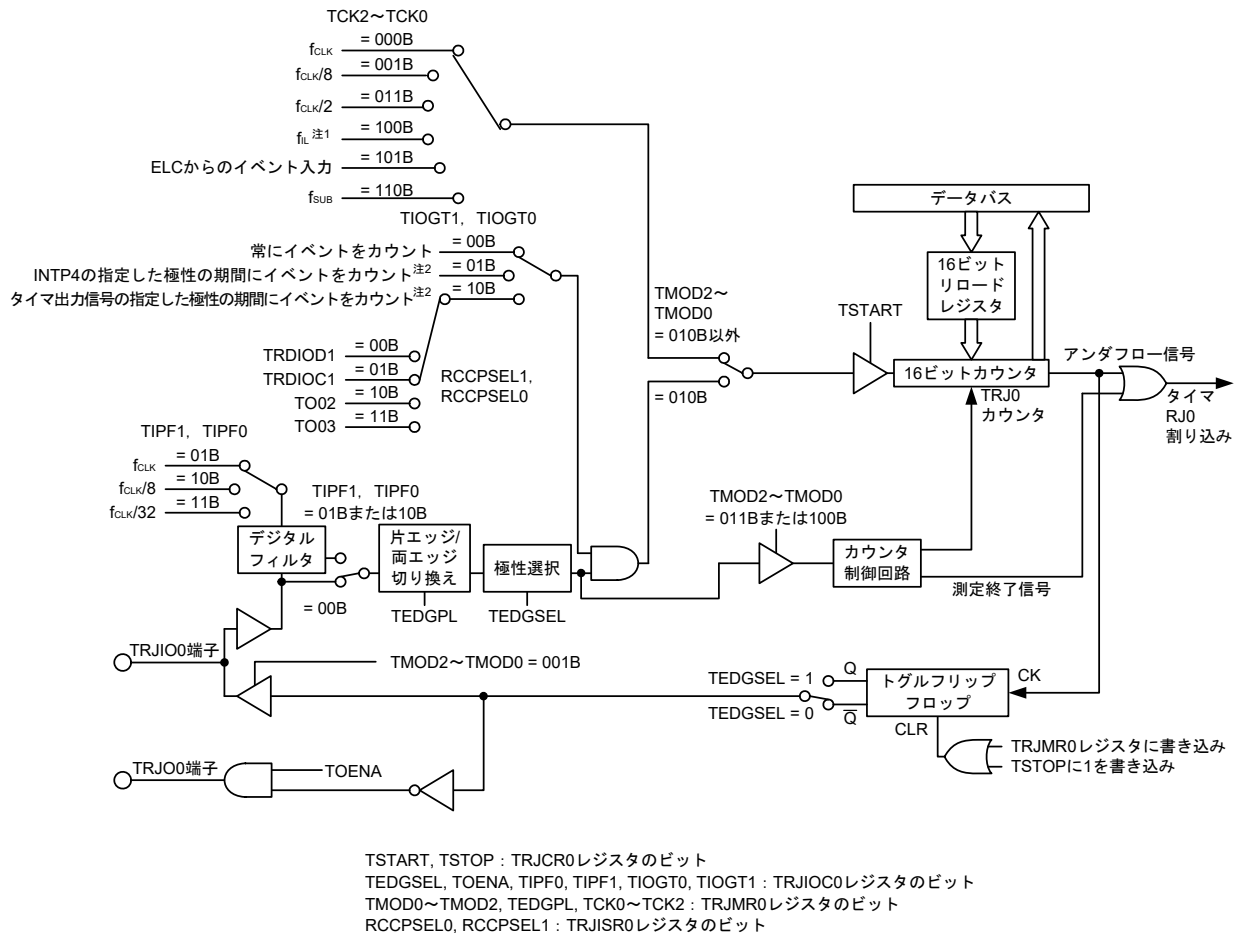 TCK2～TCK0
fCLK = 000B
fCLK/8 = 001B
fCLK/2 = 011B
fIL 注1 = 100B
ELCからのイベント入力 = 101B
fSUB = 110B
TIOGT1, TIOGT0
常にイベントをカウント = 00B
INTP4の指定した極性の期間にイベントをカウント注2 = 01B
タイマ出力信号の指定した極性の期間にイベントをカウント注2 = 10B
TRDIOD1 = 00B
TRDIOC1 = 01B
TO02 = 10B
TO03 = 11B
RCCPSEL1,
RCCPSEL0
TIPF1, TIPF0
fCLK = 01B
fCLK/8 = 10B
fCLK/32 = 11B
デジタル
フィルタ
TIPF1, TIPF0
= 01Bまたは10B
= 00B
片エッジ/
両エッジ
切り換え
TEDGPL
極性選択
TEDGSEL
TMOD2～
TMOD0
= 010B以外
= 010B
TSTART
データバス
16ビット
リロード
レジスタ
16ビットカウンタ
TRJ0
カウンタ
アンダフロー信号
タイマ
RJ0
割り込み
TMOD2～TMOD0
= 011Bまたは100B
カウンタ
制御回路
測定終了信号
TRJIO0端子
TMOD2～TMOD0 = 001B
TEDGSEL = 1
TEDGSEL = 0
Q
Q̅
トグルフリップ
フロップ
CK
CLR
TRJMR0レジスタに書き込み
TSTOPに1を書き込み
TRJO0端子
TOENA
TSTART, TSTOP：TRJCR0レジスタのビット
TEDGSEL, TOENA, TIPF0, TIPF1, TIOGT0, TIOGT1：TRJIOC0レジスタのビット
TMOD0～TMOD2, TEDGPL, TCK0～TCK2：TRJMR0レジスタのビット
RCCPSEL0, RCCPSEL1：TRJISR0レジスタのビット